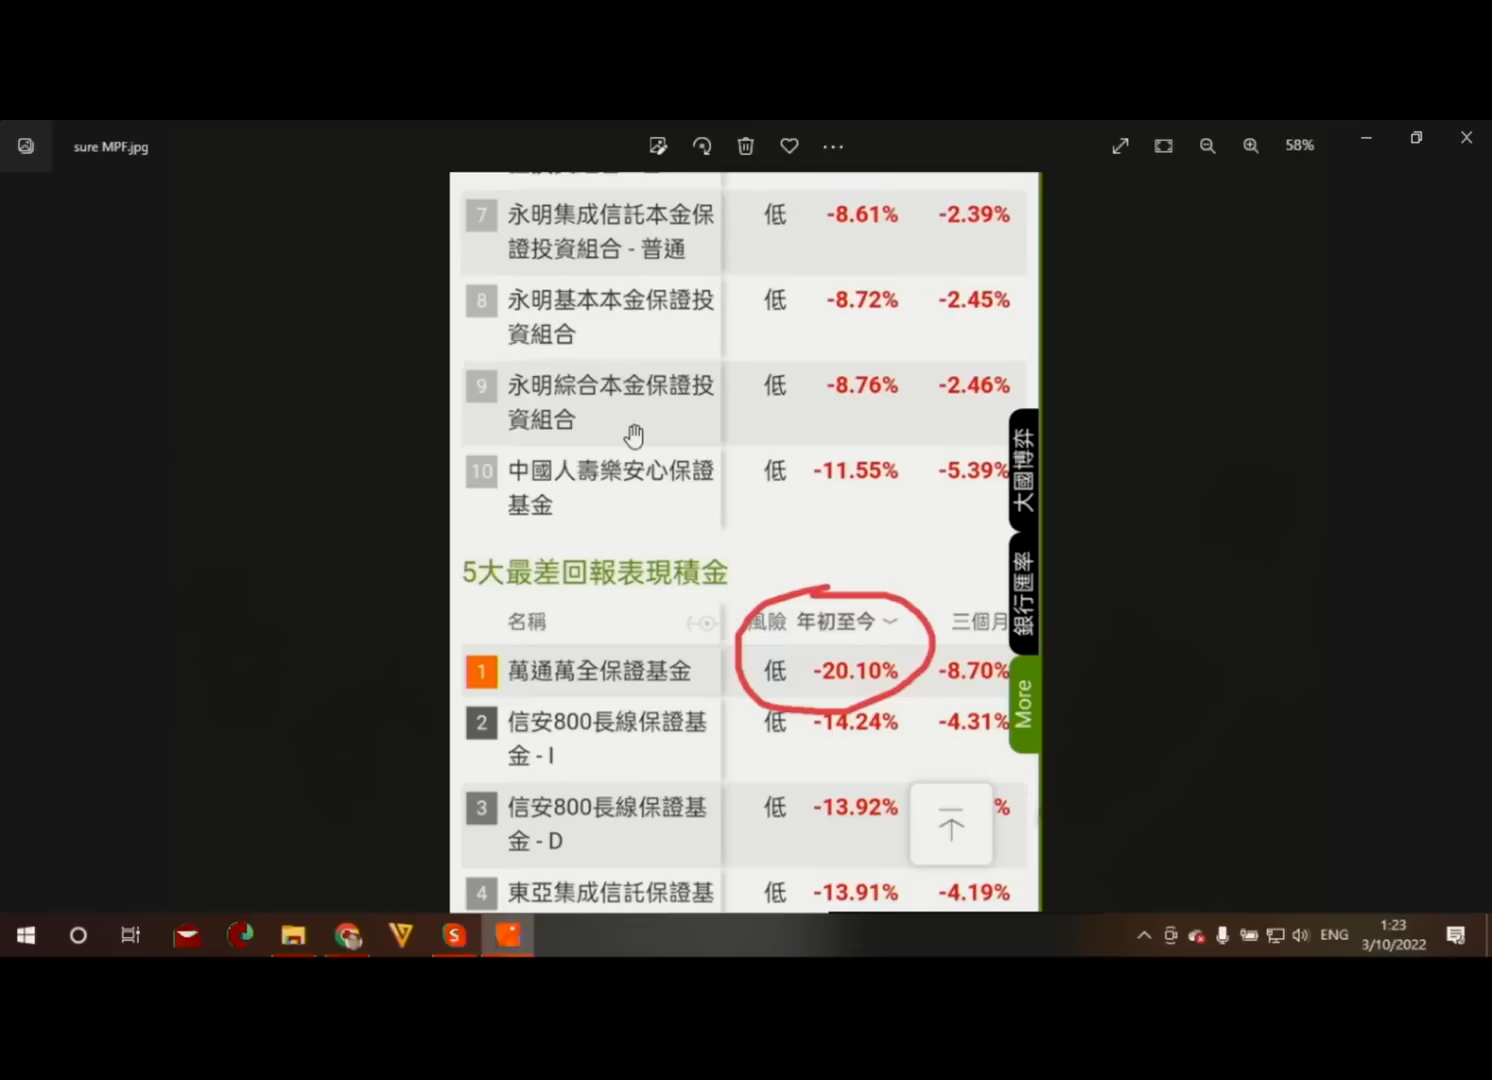 sure MPF.jpg
58%
7 永明集成信託本金保 低 -8.61% -2.39%
證投資組合 - 普通
8 永明基本本金保證投 低 -8.72% -2.45%
資組合
9 永明綜合本金保證投 低 -8.76% -2.46%
資組合
10 中國人壽樂安心保證 低 -11.55% -5.39%
基金
大國博弈
銀行匯率
More
5大最差回報表現積金
名稱 風險 年初至今 三個月
1 萬通萬全保證基金 低 -20.10% -8.70%
2 信安800長線保證基 低 -14.24% -4.31%
金 - I
3 信安800長線保證基 低 -13.92% %
金 - D
4 東亞集成信託保證基 低 -13.91% -4.19%
ENG
1:23
3/10/2022